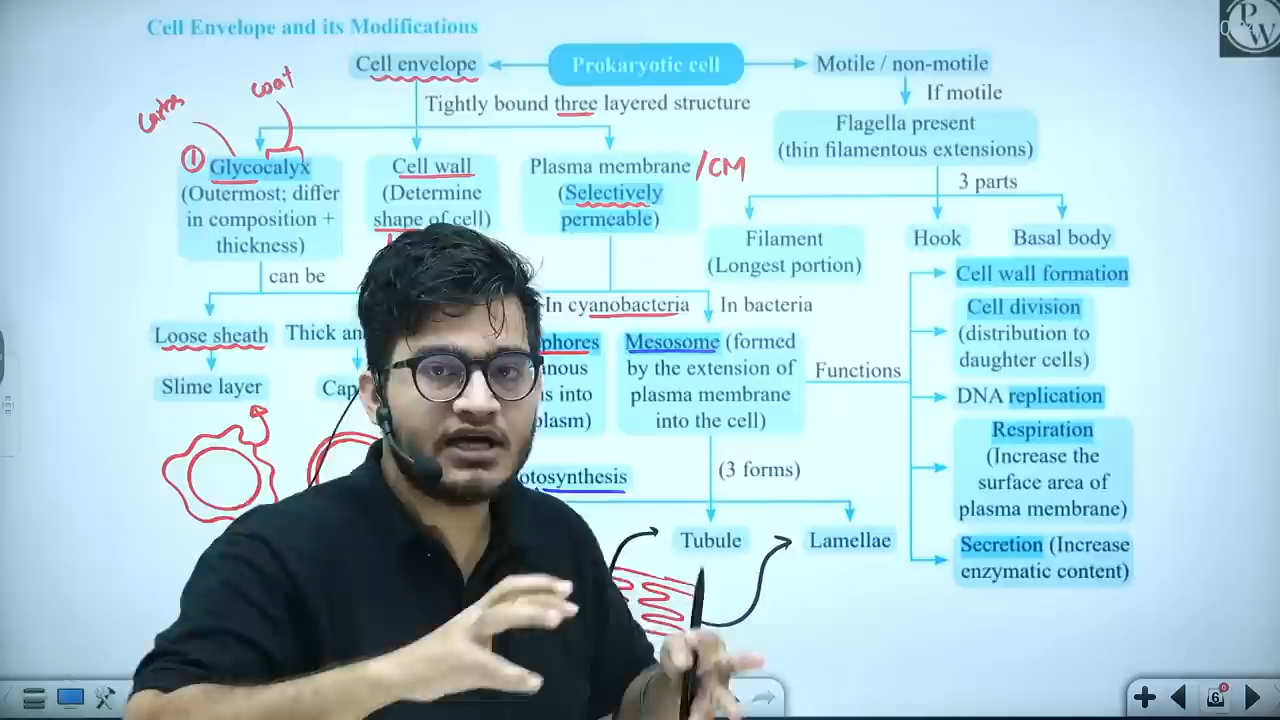 Cell Envelope and its Modifications
PW
Cell envelope
Prokaryotic cell
Motile / non-motile
coat
Tightly bound three layered structure
If motile
Flagella present
(thin filamentous extensions)
① Glycocalyx
(Outermost; differ
in composition +
thickness)
Cell wall
(Determine
shape of cell)
Plasma membrane /CM
(Selectively
permeable)
3 parts
Filament
(Longest portion)
Hook
Basal body
can be
In cyanobacteria
In bacteria
Loose sheath
Slime layer
Thick an
Cap
phores
inous
s into
plasm)
otosynthesis
Mesosome (formed
by the extension of
plasma membrane
into the cell)
(3 forms)
Tubule
Lamellae
Functions
Cell wall formation
Cell division
(distribution to
daughter cells)
DNA replication
Respiration
(Increase the
surface area of
plasma membrane)
Secretion (Increase
enzymatic content)
6